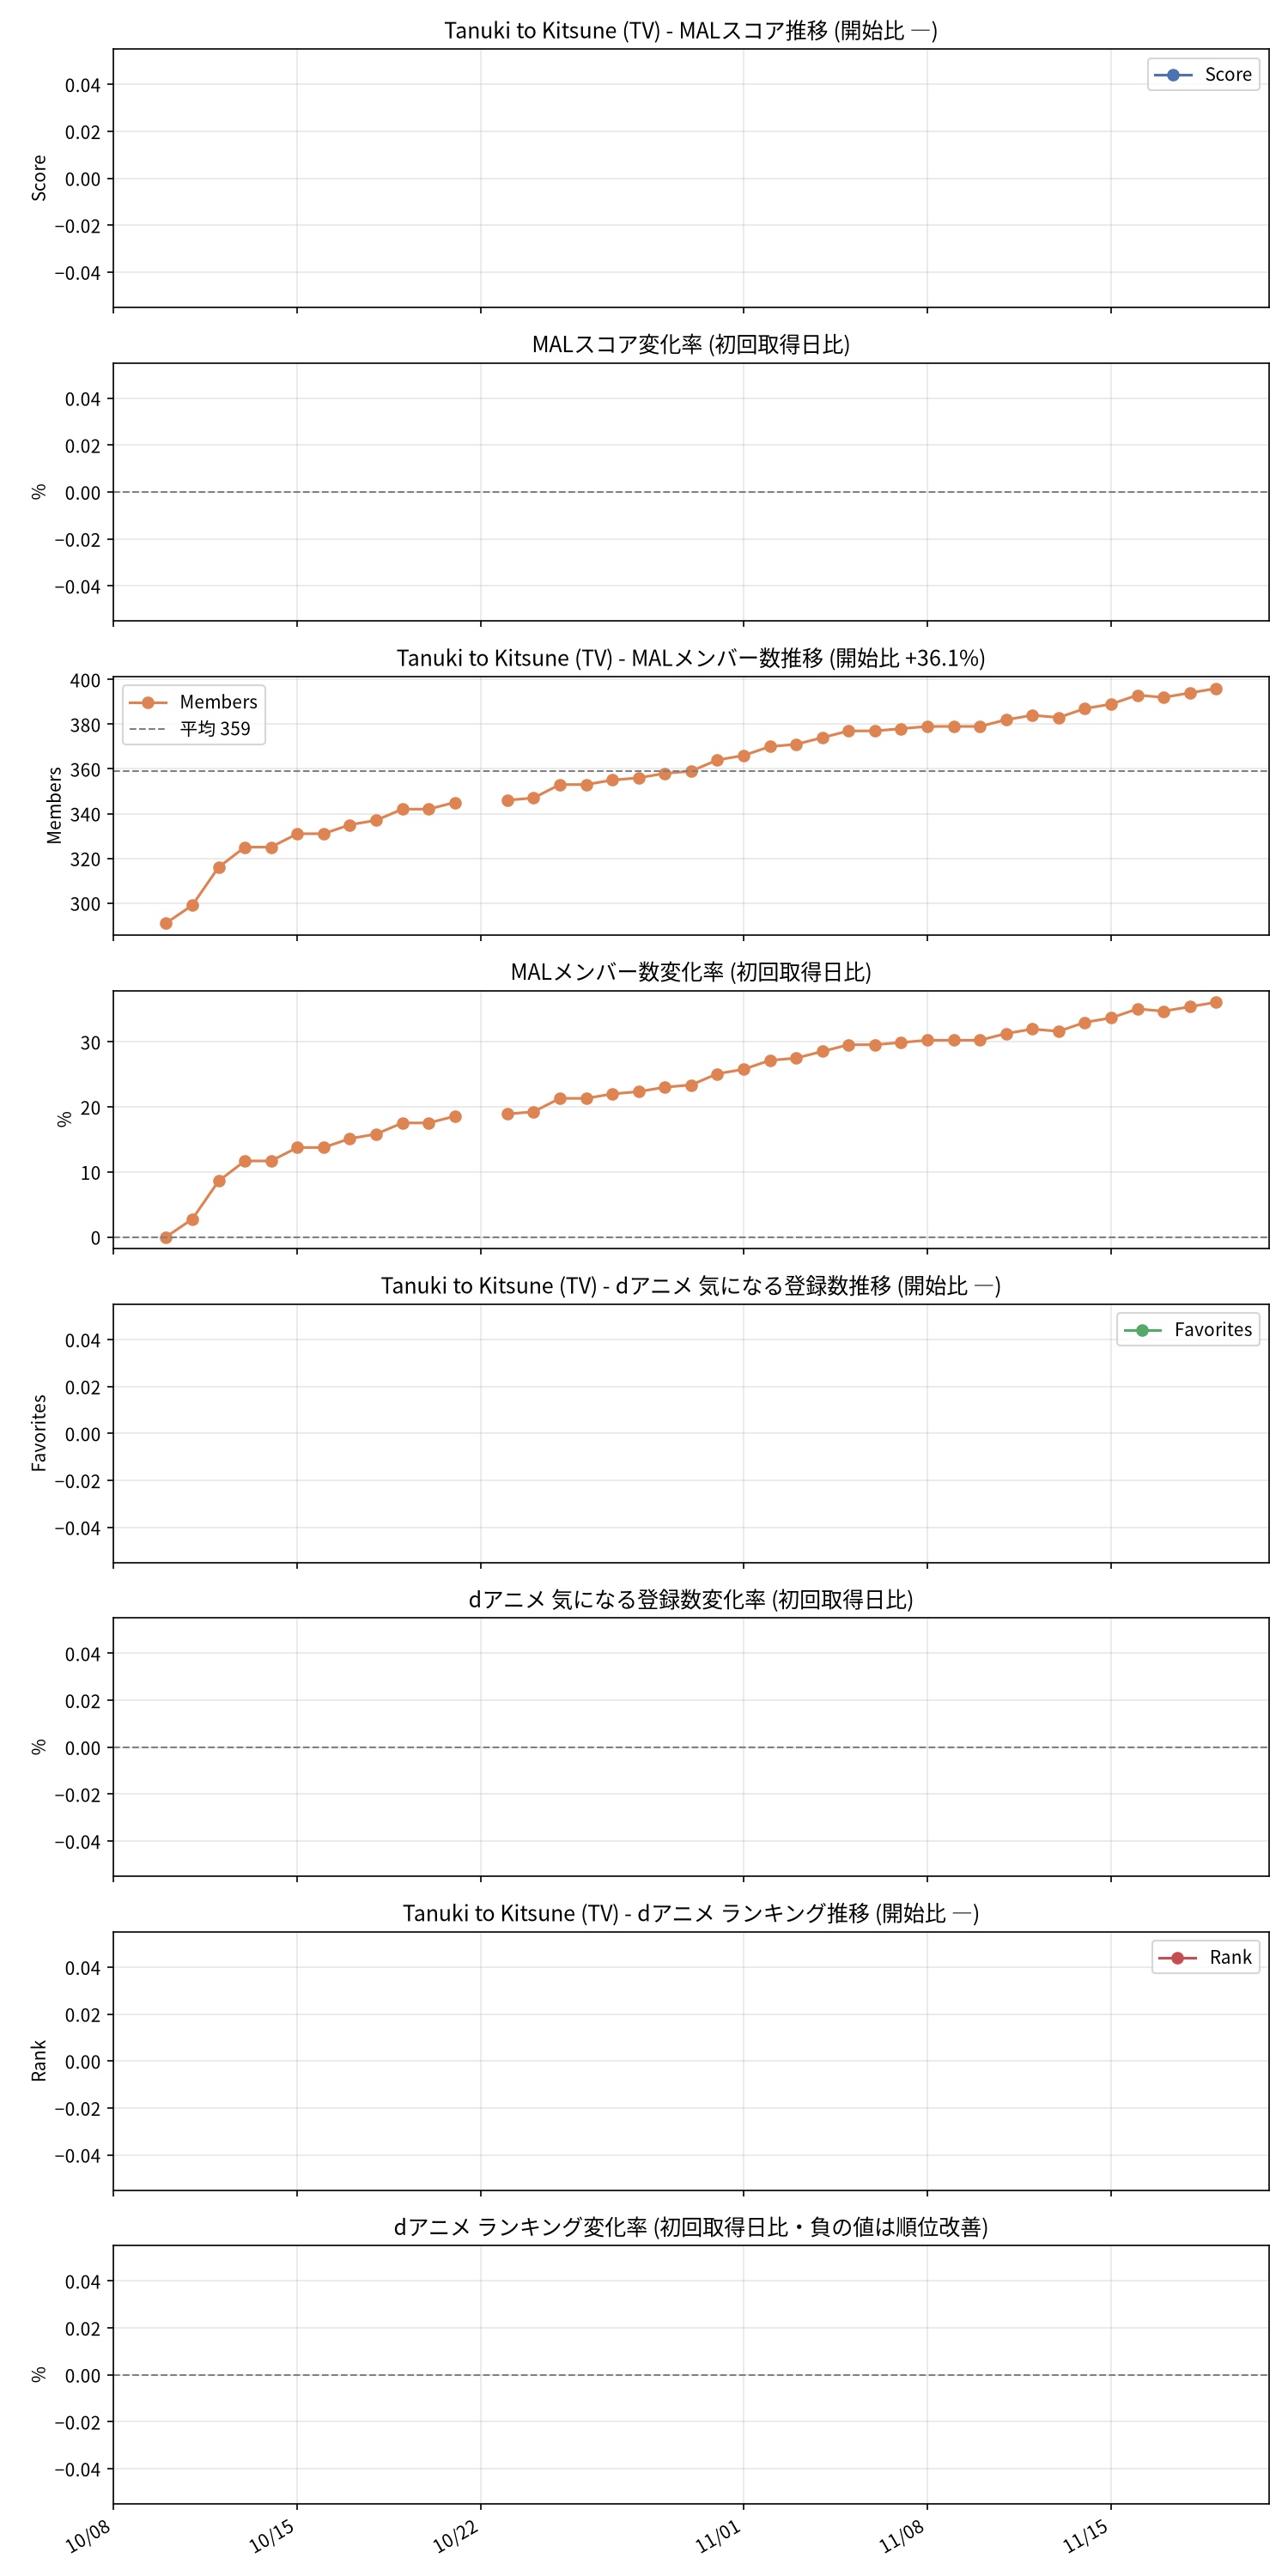 Tanuki to Kitsune (TV) - MALスコア推移 (開始比 —)
Score
0.04
0.02
0.00
−0.02
−0.04
Score
MALスコア変化率 (初回取得日比)
0.04
0.02
0.00
−0.02
−0.04
%
Tanuki to Kitsune (TV) - MALメンバー数推移 (開始比 +36.1%)
Members
平均 359
400
380
360
340
320
300
Members
MALメンバー数変化率 (初回取得日比)
30
20
10
0
%
Tanuki to Kitsune (TV) - dアニメ 気になる登録数推移 (開始比 —)
Favorites
0.04
0.02
0.00
−0.02
−0.04
Favorites
dアニメ 気になる登録数変化率 (初回取得日比)
0.04
0.02
0.00
−0.02
−0.04
%
Tanuki to Kitsune (TV) - dアニメ ランキング推移 (開始比 —)
Rank
0.04
0.02
0.00
−0.02
−0.04
Rank
dアニメ ランキング変化率 (初回取得日比・負の値は順位改善)
0.04
0.02
0.00
−0.02
−0.04
%
10/08
10/15
10/22
11/01
11/08
11/15